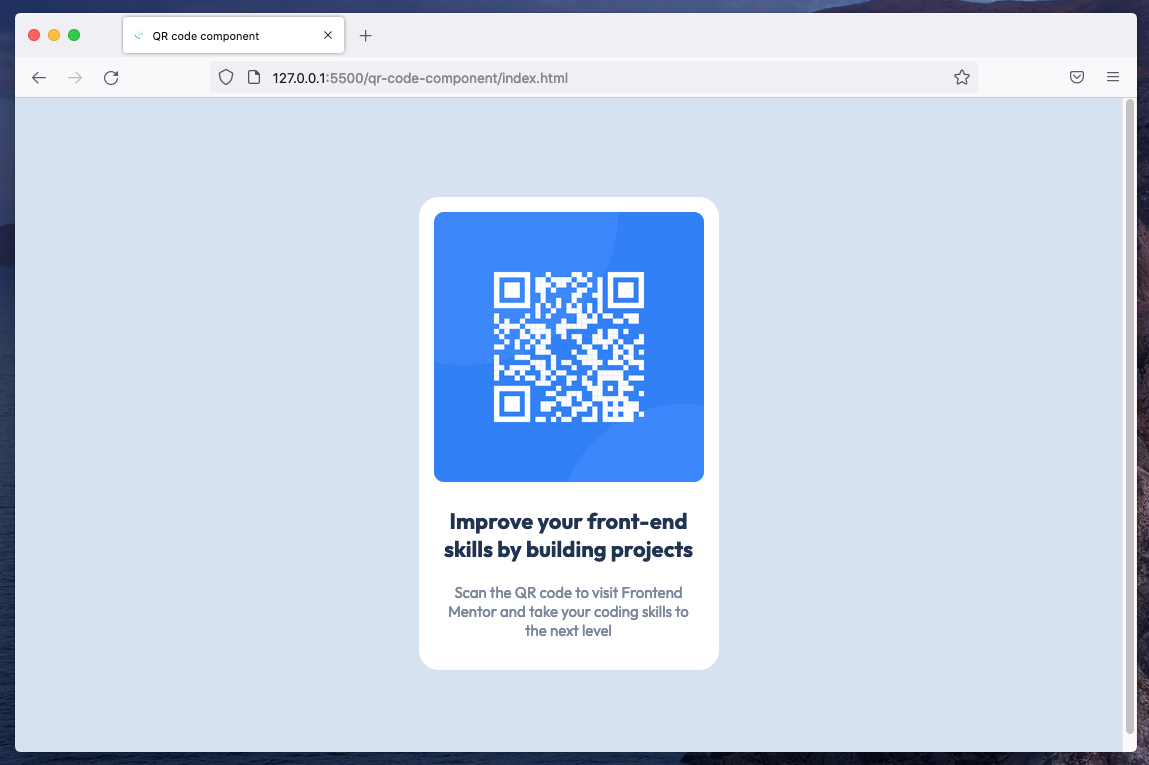 QR code component
127.0.0.1:5500/qr-code-component/index.html
Improve your front-end
skills by building projects
Scan the QR code to visit Frontend
Mentor and take your coding skills to
the next level